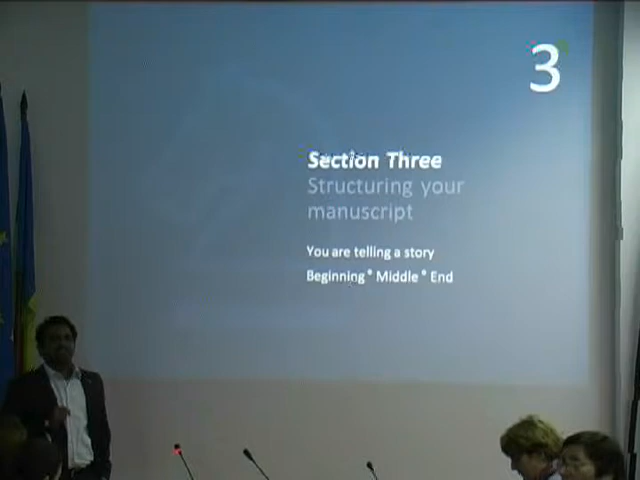 3
Section Three
Structuring your
manuscript
You are telling a story
Beginning * Middle * End